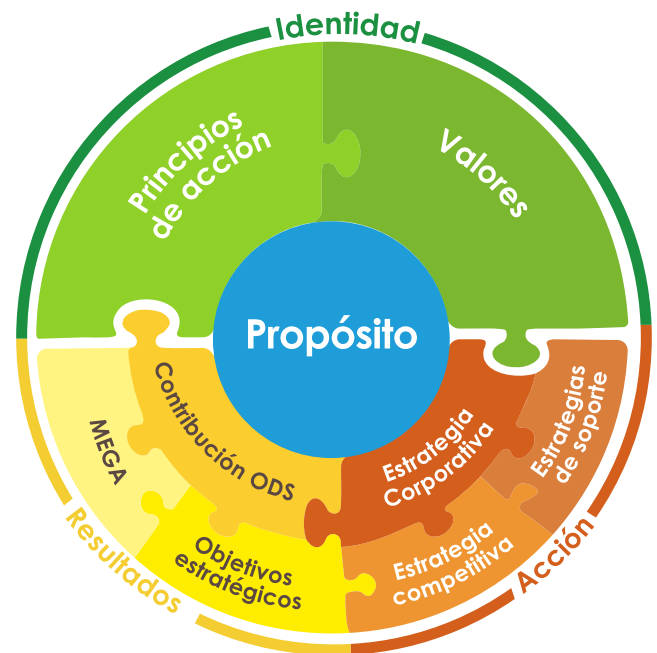 Identidad
Principios
de acción
Valores
Propósito
MEGA
Contribución ODS
Objetivos
estratégicos
Estrategia
Corporativa
Estrategias
de soporte
Estrategia
competitiva
Resultados
Acción